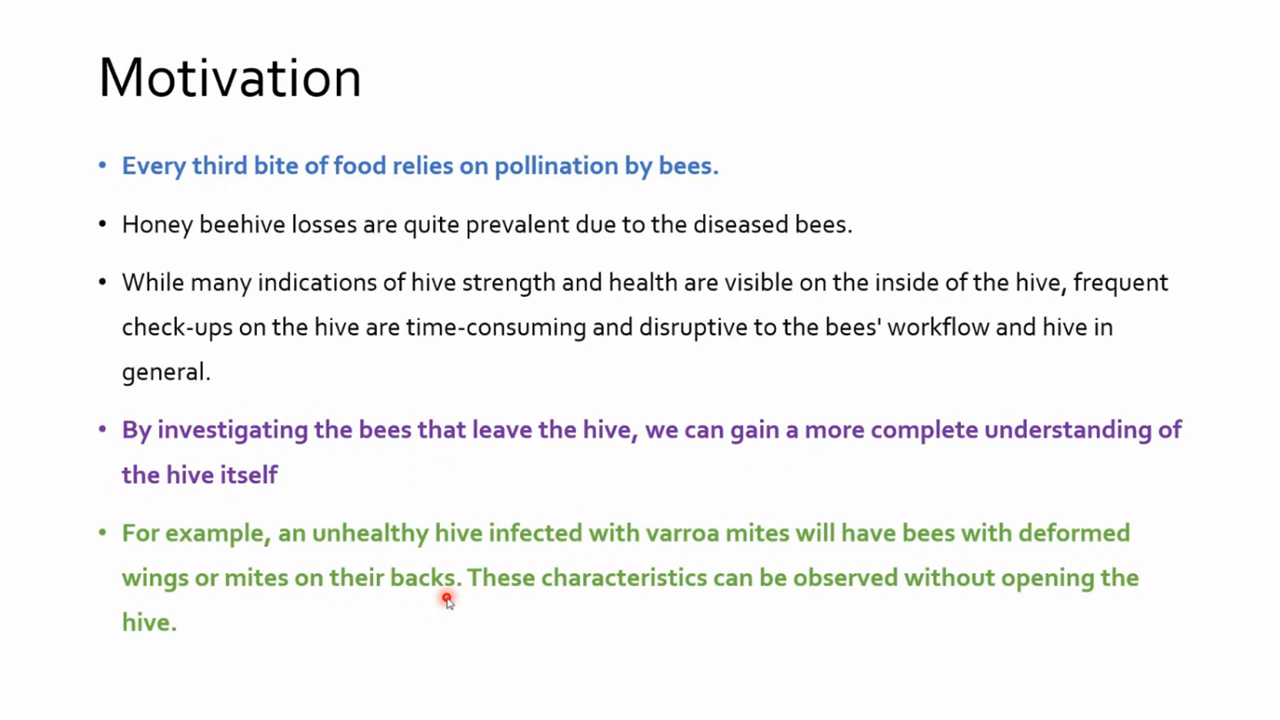 Motivation
• Every third bite of food relies on pollination by bees.
• Honey beehive losses are quite prevalent due to the diseased bees.
• While many indications of hive strength and health are visible on the inside of the hive, frequent
check-ups on the hive are time-consuming and disruptive to the bees' workflow and hive in
general.
• By investigating the bees that leave the hive, we can gain a more complete understanding of
the hive itself
• For example, an unhealthy hive infected with varroa mites will have bees with deformed
wings or mites on their backs. These characteristics can be observed without opening the
hive.